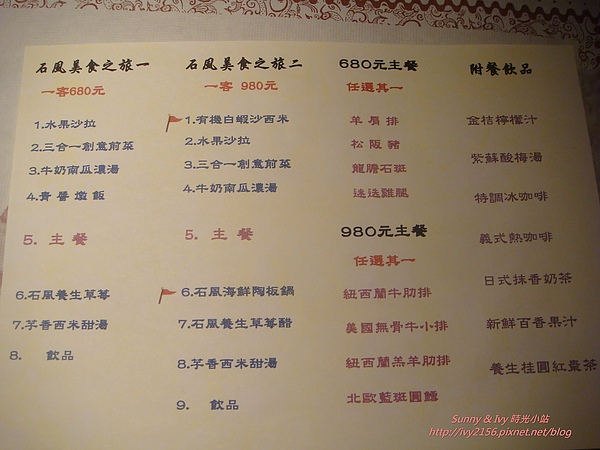 石風美食之旅一
一客680元
1.水果沙拉
2.三合一創意前菜
3.牛奶南瓜濃湯
4.青醬燉飯
5. 主餐
6.石風養生草莓
7.芋香西米甜湯
8. 飲品
石風美食之旅二
一客 980元
1.有機白蝦沙西米
2.水果沙拉
3.三合一創意前菜
4.牛奶南瓜濃湯
5. 主餐
6.石風海鮮陶板鍋
7.石風養生草莓醋
8.芋香西米甜湯
9. 飲品
680元主餐
任選其一
羊肩排
松阪豬
龍膽石斑
迷迭雞腿
980元主餐
任選其一
紐西蘭牛肋排
美國無骨牛小排
紐西蘭羔羊肋排
北歐藍斑圓鱈
附餐飲品
金桔檸檬汁
紫蘇酸梅湯
特調冰咖啡
義式熱咖啡
日式抹香奶茶
新鮮百香果汁
養生桂圓紅棗茶
Sunny & Ivy 時光小站
http://ivy2156.pixnet.net/blog